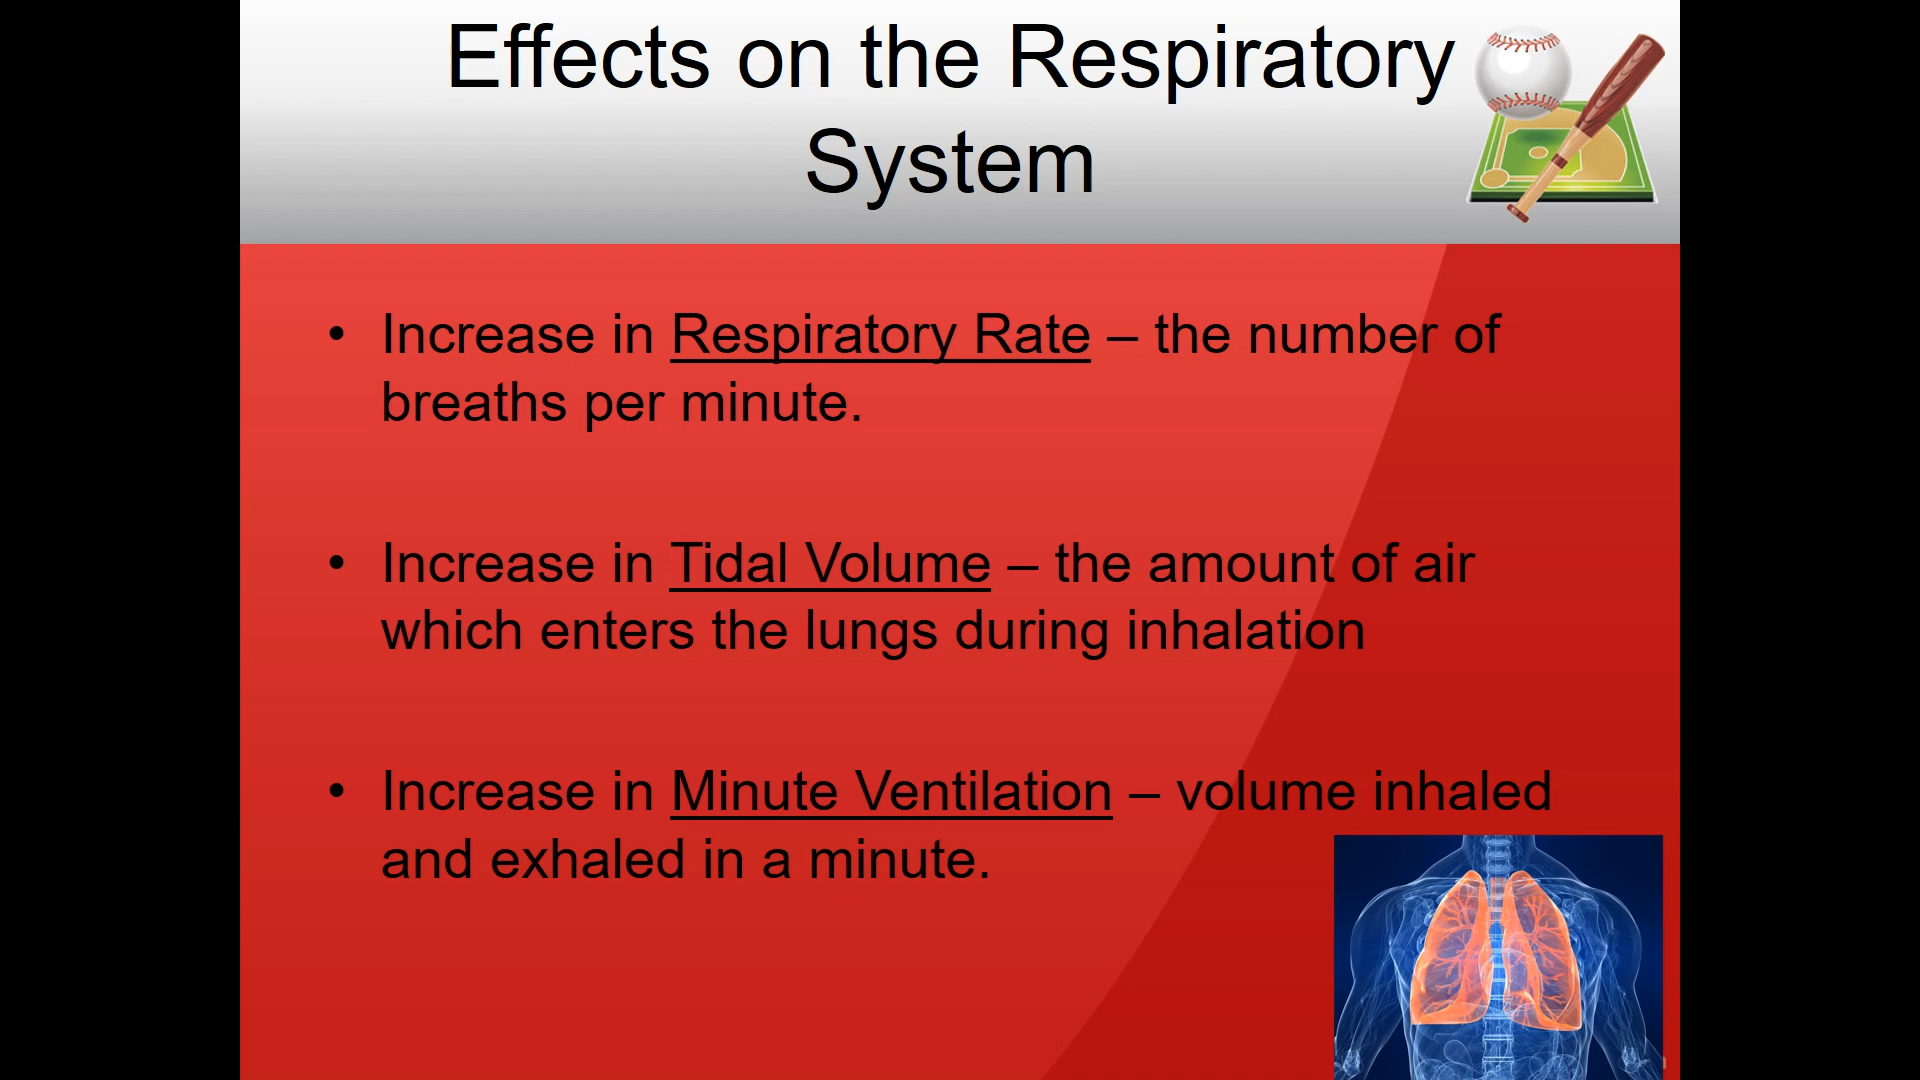 Effects on the Respiratory
System
• Increase in Respiratory Rate – the number of
breaths per minute.
• Increase in Tidal Volume – the amount of air
which enters the lungs during inhalation
• Increase in Minute Ventilation – volume inhaled
and exhaled in a minute.